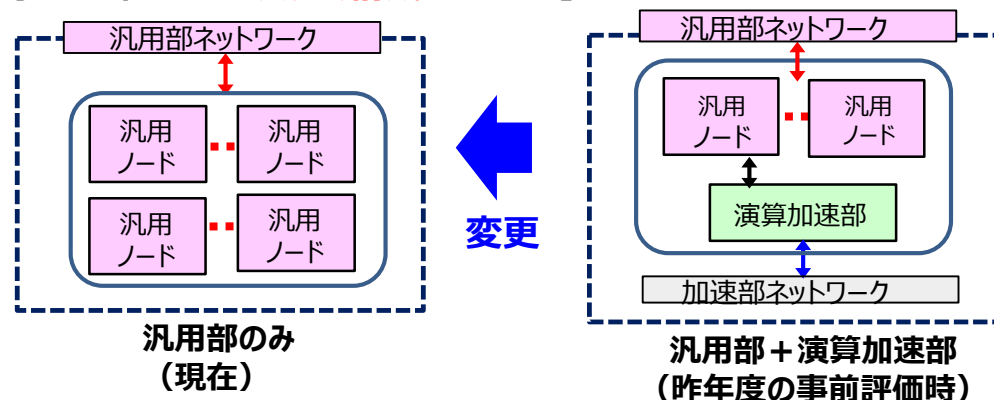 汎用部ネットワーク
汎用
ノード
汎用
ノード
汎用
ノード
汎用
ノード
汎用部のみ
（現在）
変更
汎用部ネットワーク
汎用
ノード
汎用
ノード
演算加速部
加速部ネットワーク
汎用部＋演算加速部
（昨年度の事前評価時）